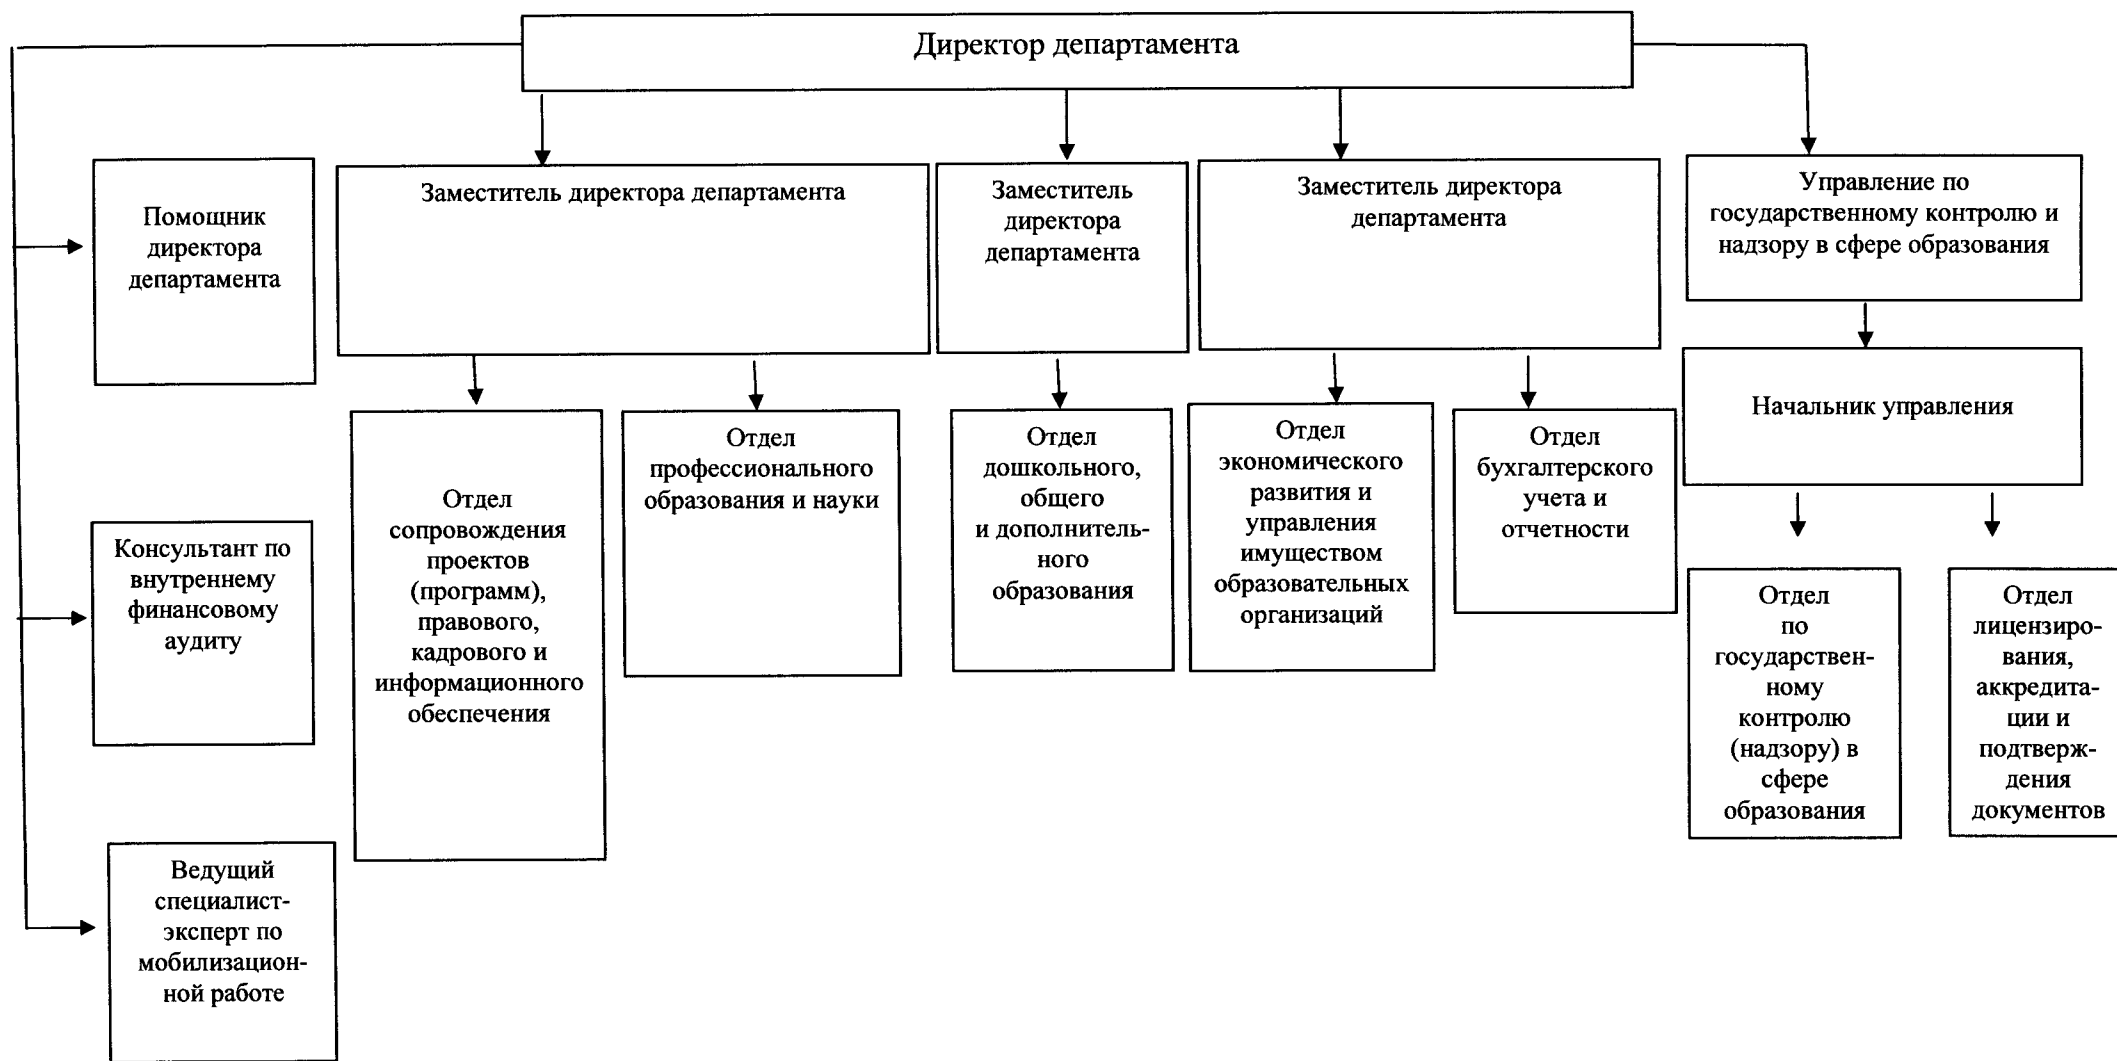 Директор департамента
Помощник
директора
департамента
Заместитель директора департамента
Заместитель
директора
департамента
Заместитель директора
департамента
Управление по
государственному контролю и
надзору в сфере образования
Начальник управления
Отдел
сопровождения
проектов
(программ),
правового,
кадрового и
информационного
обеспечения
Отдел
профессионального
образования и науки
Отдел
дошкольного,
общего
и дополнитель-
ного
образования
Отдел
экономического
развития и
управления
имуществом
образовательных
организаций
Отдел
бухгалтерского
учета и
отчетности
Консультант по
внутреннему
финансовому
аудиту
Отдел
по
государствен-
ному
контролю
(надзору) в
сфере
образования
Отдел
лицензиро-
вания,
аккредита-
ции и
подтверж-
дения
документов
Ведущий
специалист-
эксперт по
мобилизацион-
ной работе